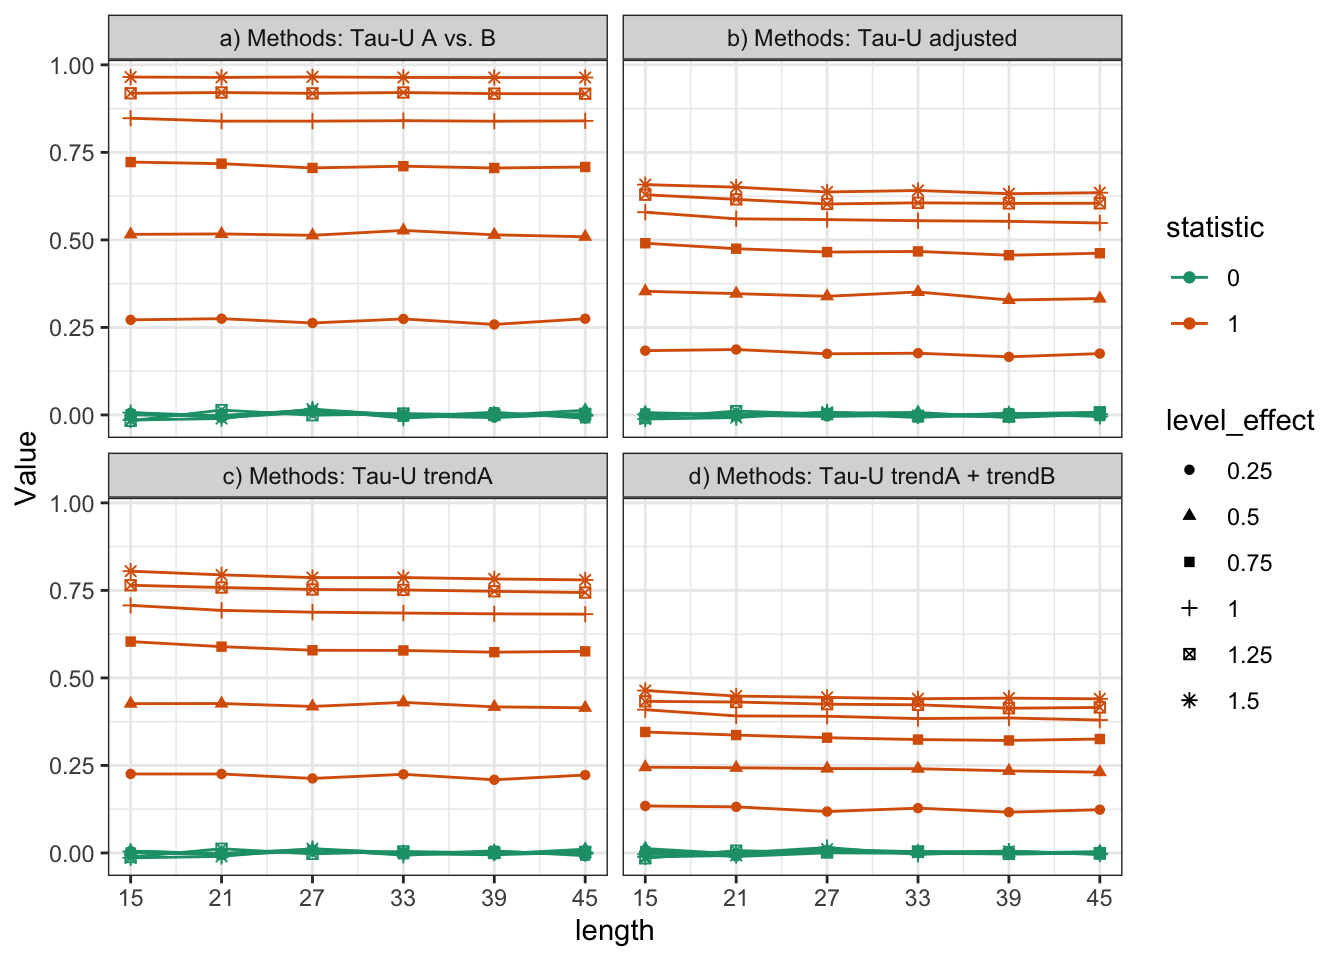 a) Methods: Tau-U A vs. B
b) Methods: Tau-U adjusted
1.00
0.75
0.50
0.25
0.00
c) Methods: Tau-U trendA
d) Methods: Tau-U trendA + trendB
1.00
0.75
0.50
0.25
0.00
Value
15 21 27 33 39 45
15 21 27 33 39 45
length
statistic
0
1
level_effect
0.25
0.5
0.75
1
1.25
1.5